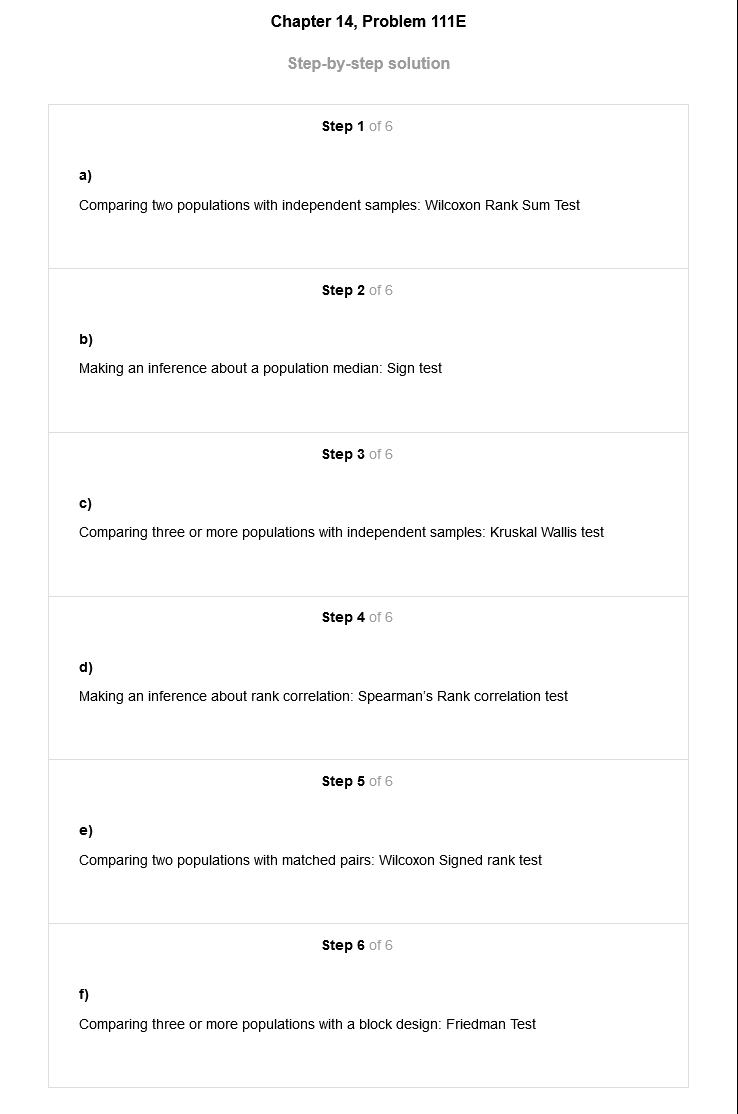 Chapter 14, Problem 111E
Step-by-step solution
Step 1 of 6
a)
Comparing two populations with independent samples: Wilcoxon Rank Sum Test
Step 2 of 6
b)
Making an inference about a population median: Sign test
Step 3 of 6
c)
Comparing three or more populations with independent samples: Kruskal Wallis test
Step 4 of 6
d)
Making an inference about rank correlation: Spearman's Rank correlation test
Step 5 of 6
e)
Comparing two populations with matched pairs: Wilcoxon Signed rank test
Step 6 of 6
f)
Comparing three or more populations with a block design: Friedman Test